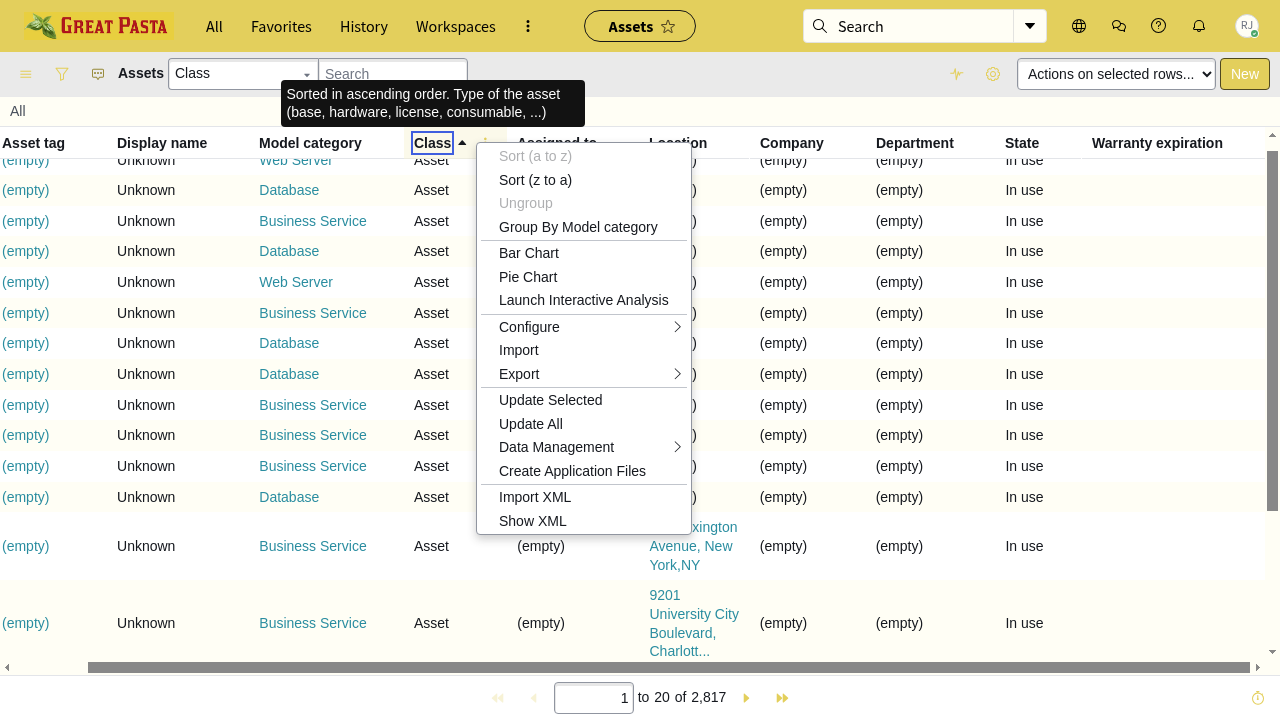 GREAT PASTA All Favorites History Workspaces Assets Search RJ
Assets Class Search Actions on selected rows... New
Sorted in ascending order. Type of the asset
(base, hardware, license, consumable, ...)
All
Asset tag Display name Model category Class Assigned to Company Department State Warranty expiration
(empty) Unknown Web Server Asset (empty) (empty) In use
(empty) Unknown Database Asset (empty) (empty) In use
(empty) Unknown Business Service Asset (empty) (empty) In use
(empty) Unknown Database Asset (empty) (empty) In use
(empty) Unknown Web Server Asset (empty) (empty) In use
(empty) Unknown Business Service Asset (empty) (empty) In use
(empty) Unknown Database Asset (empty) (empty) In use
(empty) Unknown Database Asset (empty) (empty) In use
(empty) Unknown Business Service Asset (empty) (empty) In use
(empty) Unknown Business Service Asset (empty) (empty) In use
(empty) Unknown Business Service Asset (empty) (empty) In use
(empty) Unknown Database Asset (empty) (empty) In use
(empty) Unknown Business Service Asset (empty) Avenue, New (empty) (empty) In use
York,NY
9201
University City
(empty) Unknown Business Service Asset (empty) Boulevard, (empty) (empty) In use
Charlott...
Sort (a to z)
Sort (z to a)
Ungroup
Group By Model category
Bar Chart
Pie Chart
Launch Interactive Analysis
Configure
Import
Export
Update Selected
Update All
Data Management
Create Application Files
Import XML
Show XML
1 to 20 of 2,817